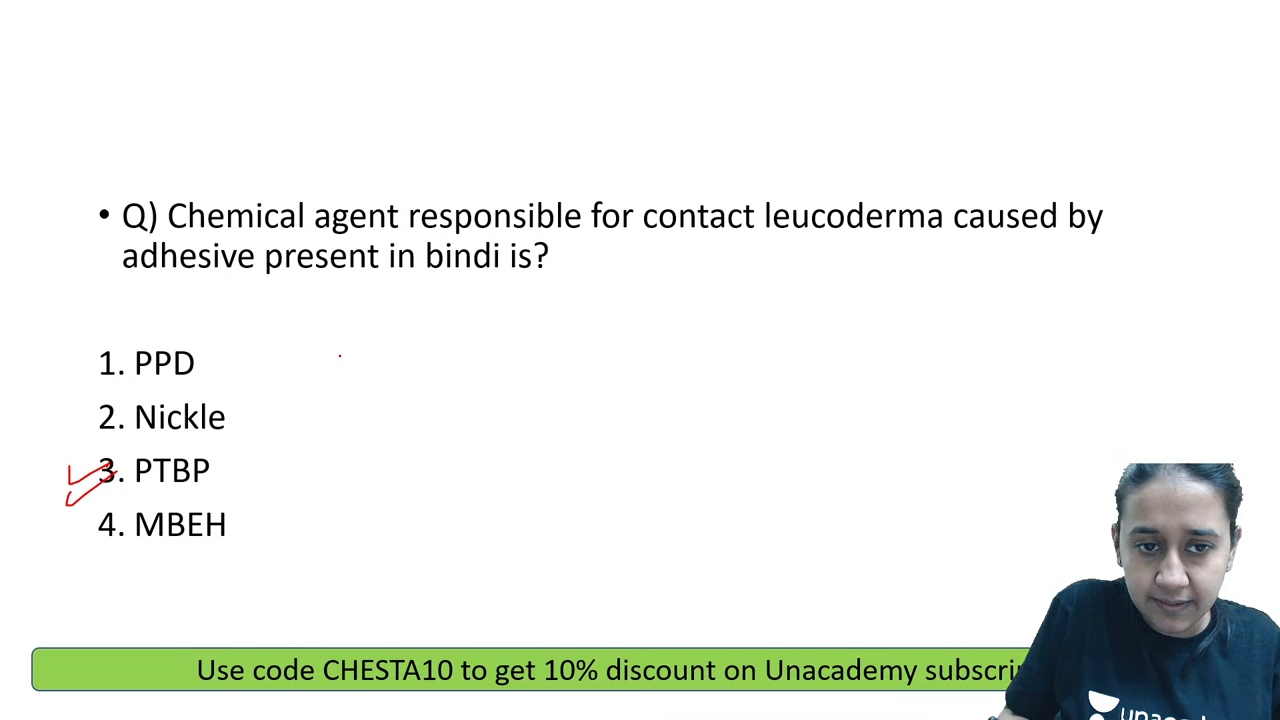 • Q) Chemical agent responsible for contact leucoderma caused by
adhesive present in bindi is?
1. PPD
2. Nickle
3. PTBP
4. MBEH
Use code CHESTA10 to get 10% discount on Unacademy